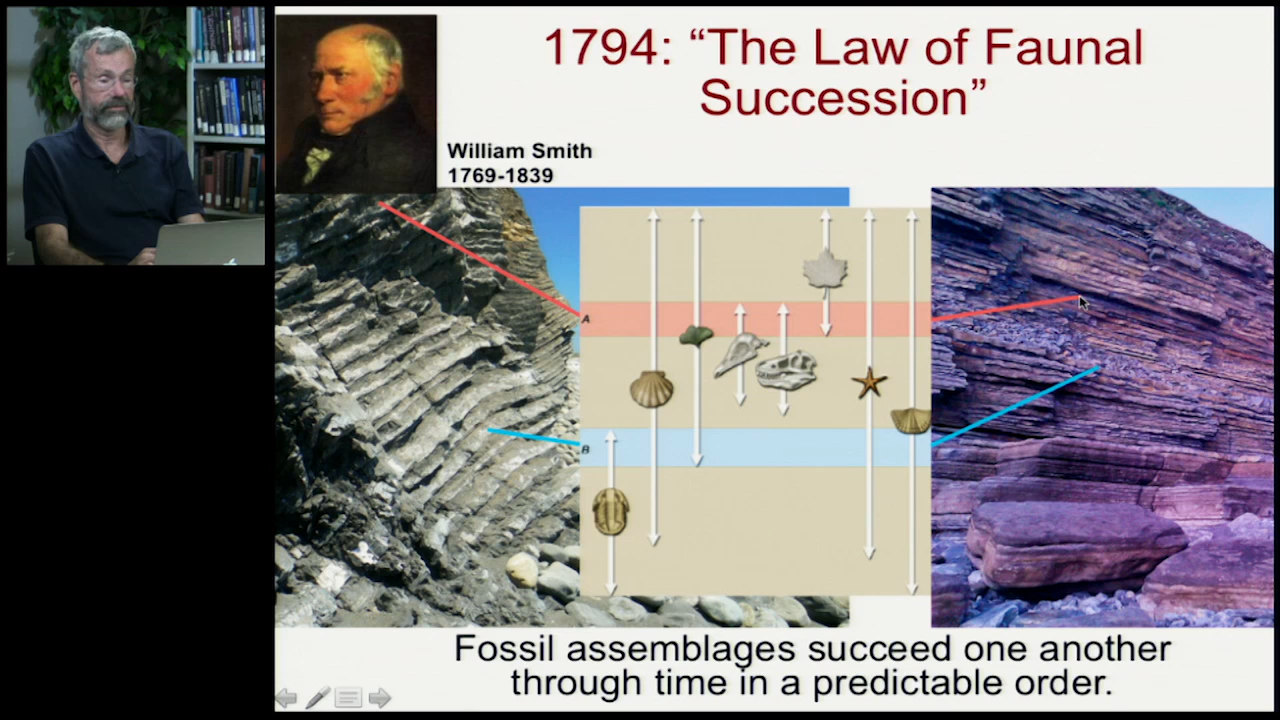 1794: “The Law of Faunal
Succession”
William Smith
1769-1839
A
B
Fossil assemblages succeed one another
through time in a predictable order.